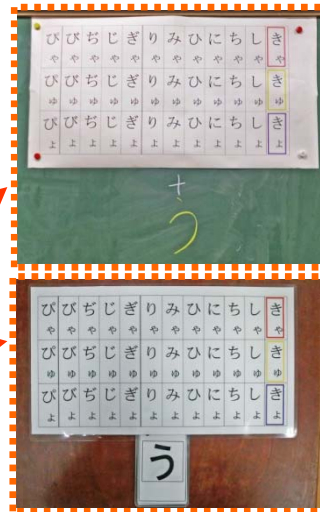 きゃ きゅ きょ
しゃ しゅ しょ
ちゃ ちゅ ちょ
にゃ にゅ にょ
ひゃ ひゅ ひょ
みゃ みゅ みょ
りゃ りゅ りょ
ぎゃ ぎゅ ぎょ
じゃ じゅ じょ
ぢゃ ぢゅ ぢょ
びゃ びゅ びょ
ぴゃ ぴゅ ぴょ
+
う
きゃ きゅ きょ
しゃ しゅ しょ
ちゃ ちゅ ちょ
にゃ にゅ にょ
ひゃ ひゅ ひょ
みゃ みゅ みょ
りゃ りゅ りょ
ぎゃ ぎゅ ぎょ
じゃ じゅ じょ
ぢゃ ぢゅ ぢょ
びゃ びゅ びょ
ぴゃ ぴゅ ぴょ
う